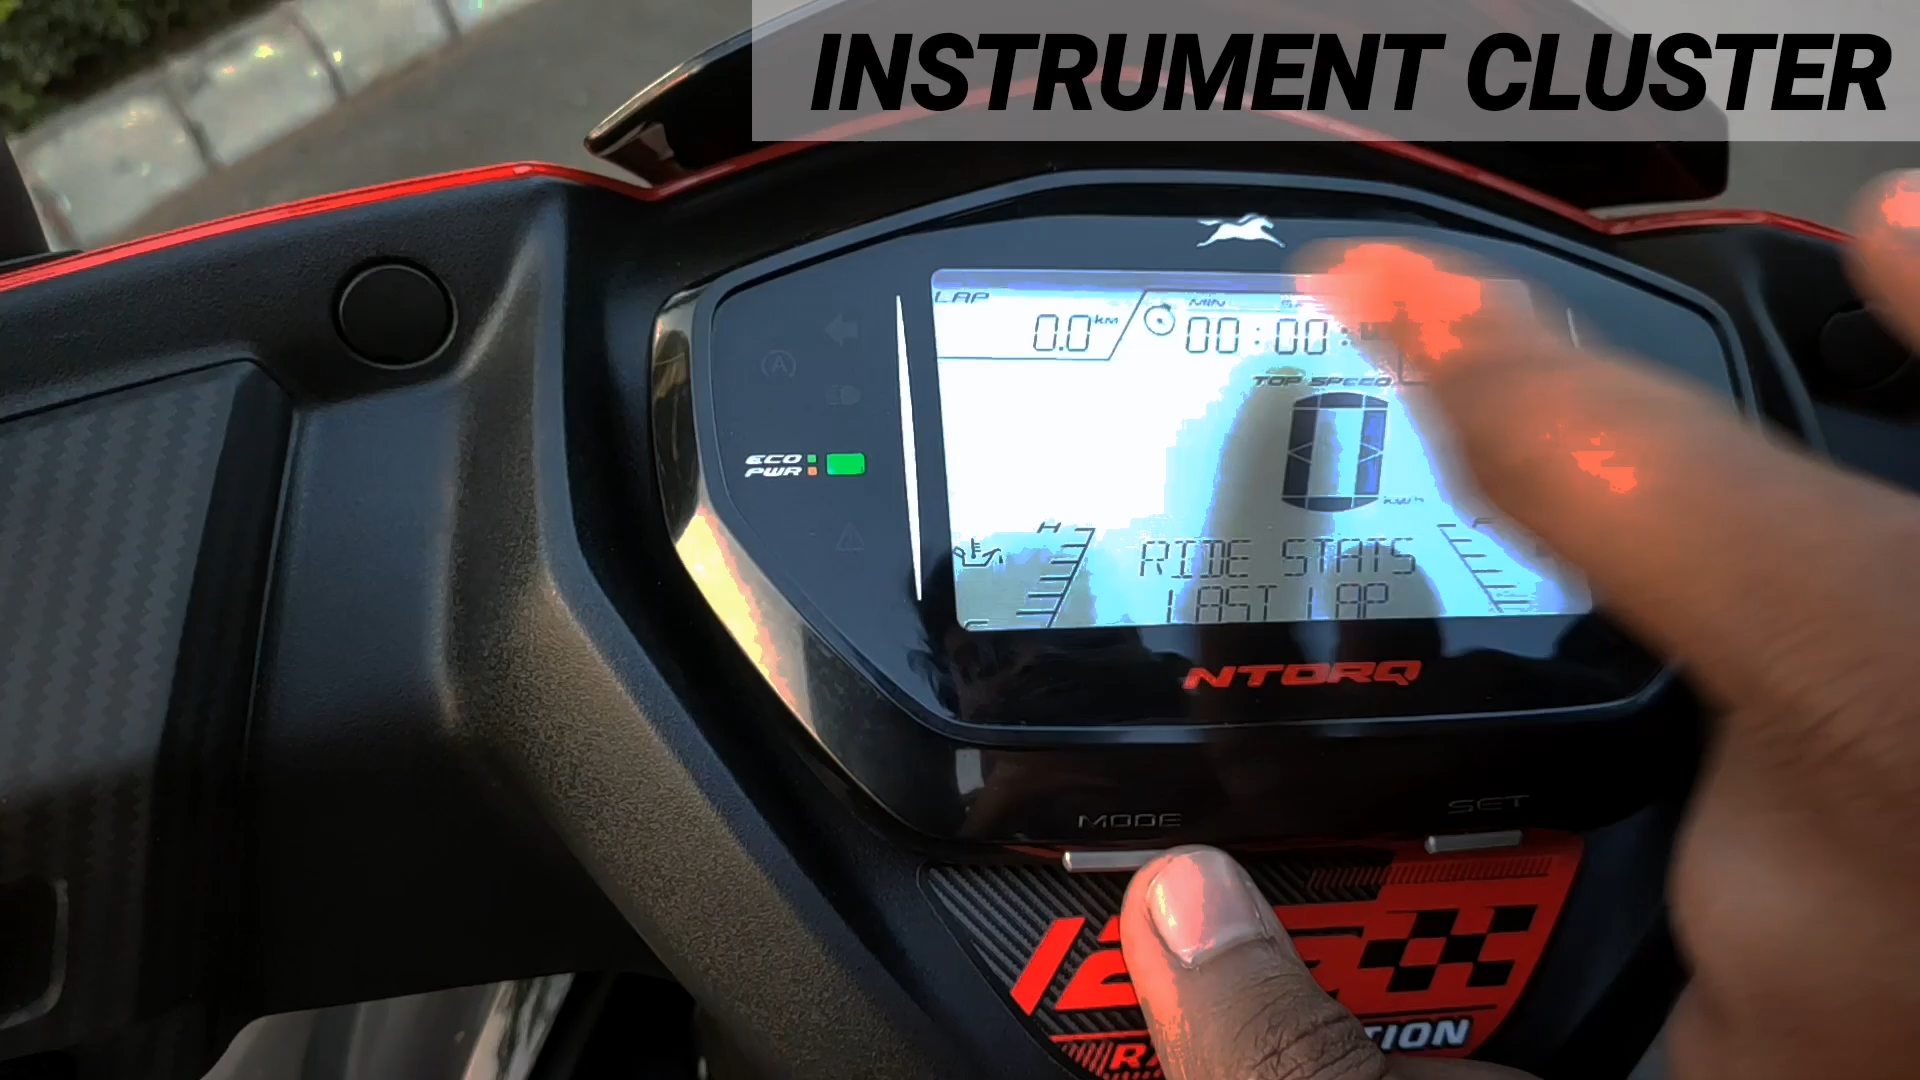 INSTRUMENT CLUSTER
LAP
MIN
0.0 km
00:00:
TOP SPEED
0
km/h
ECO
PWR
H
F
RIDE STATS
C
LAST LAP
NTORQ
MODE
SET